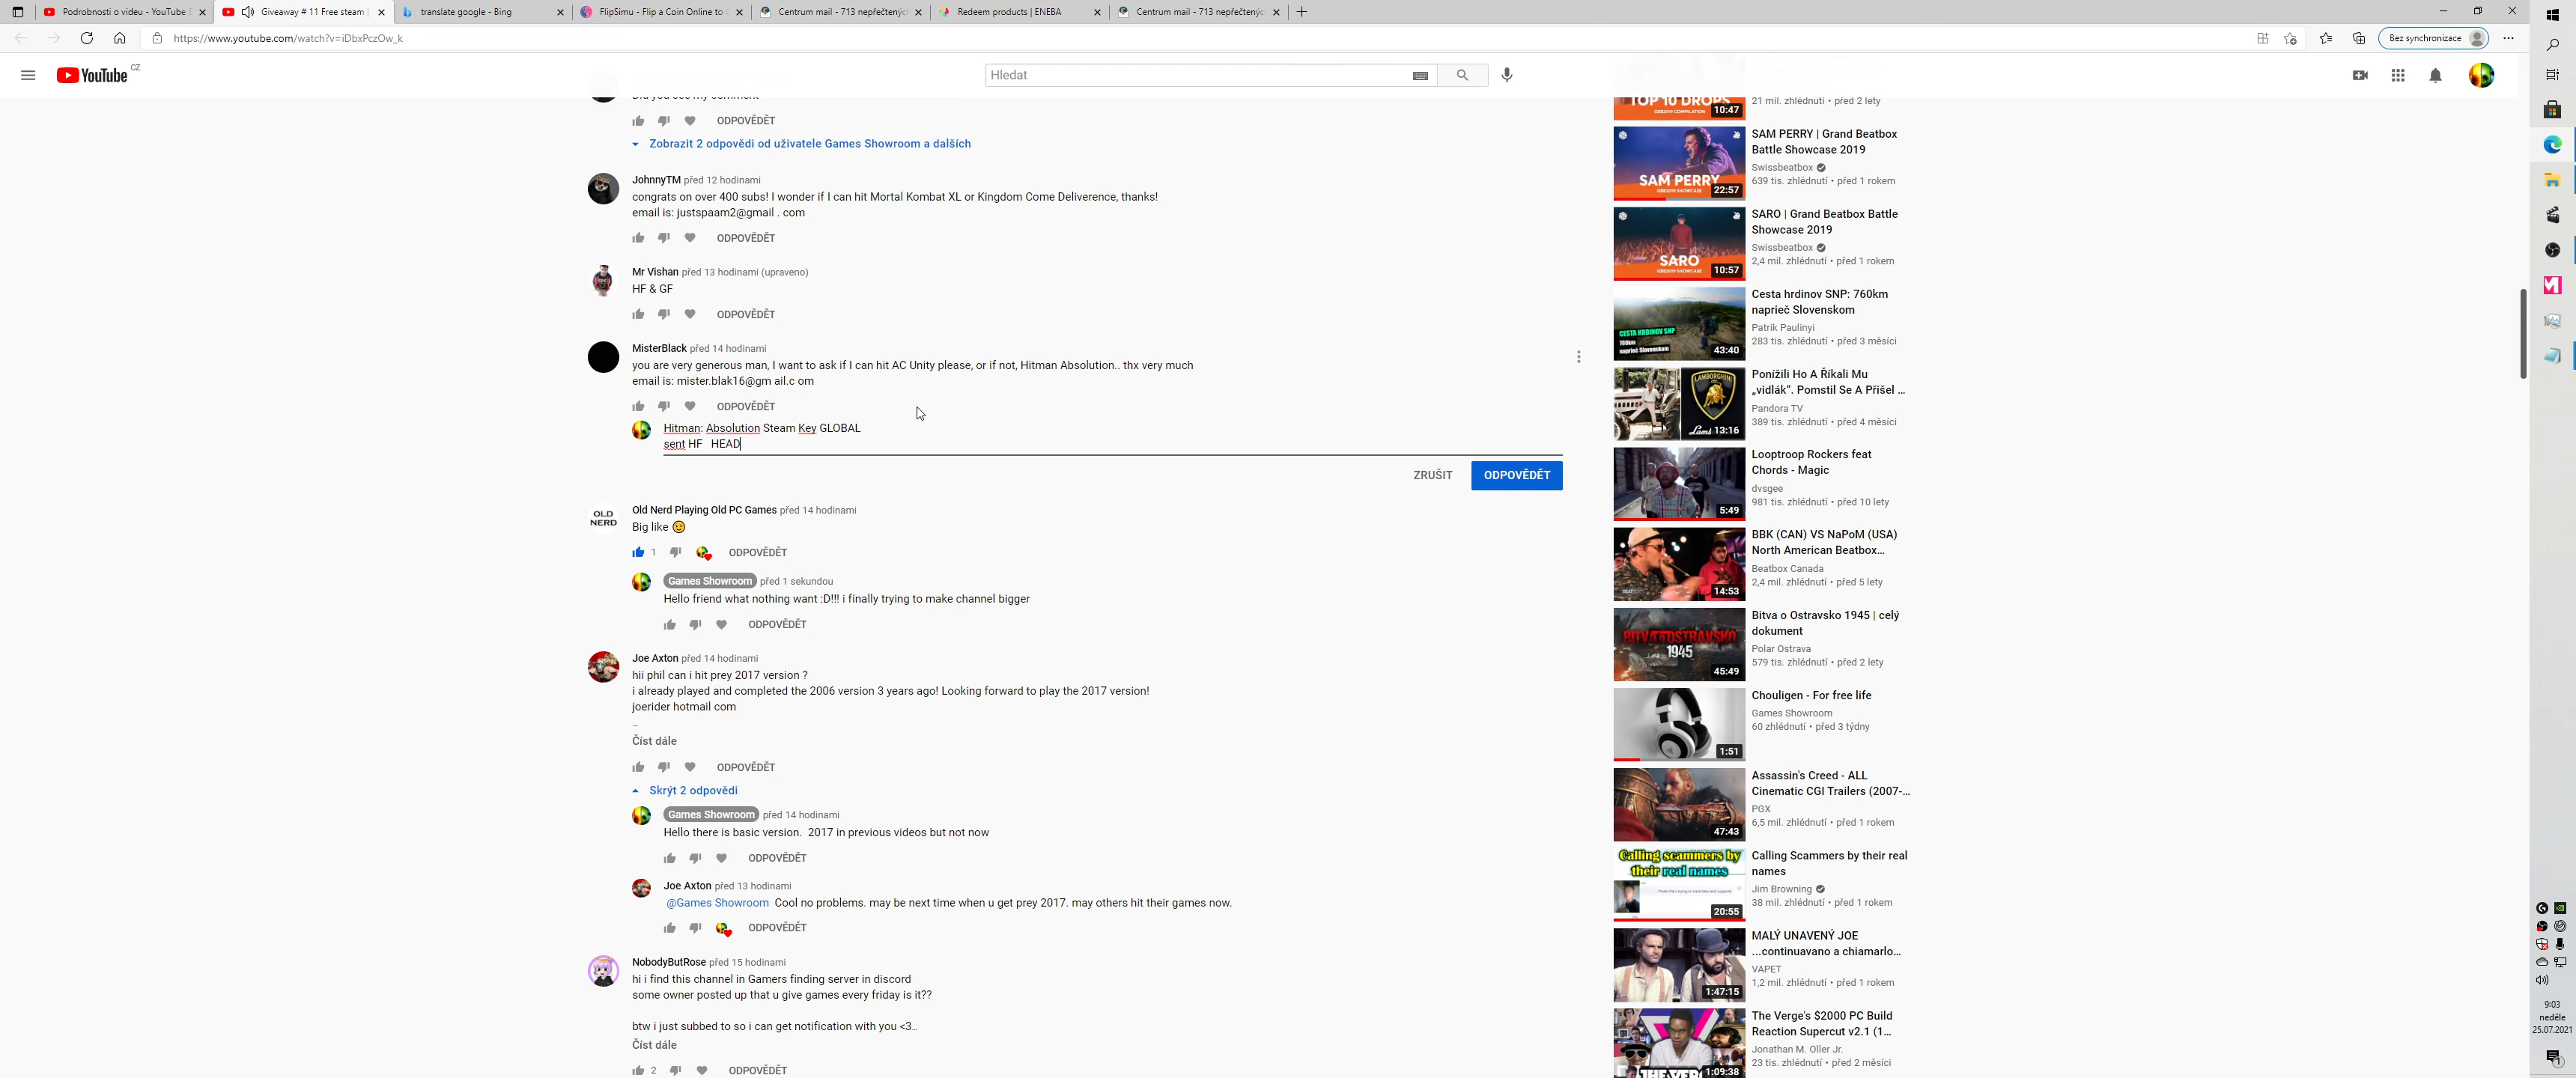 Podrobnosti o videu - YouTube S
Giveaway # 11 Free steam |
translate google - Bing
FlipSimu - Flip a Coin Online to
Centrum mail - 713 nepřečtených
Redeem products | ENEBA
Centrum mail - 713 nepřečtených
https://www.youtube.com/watch?v=iDbxPczOw_k
Bez synchronizace
YouTube CZ
Hledat
ODPOVĚDĚT
Zobrazit 2 odpovědi od uživatele Games Showroom a dalších
JohnnyTM před 12 hodinami
congrats on over 400 subs! I wonder if I can hit Mortal Kombat XL or Kingdom Come Deliverence, thanks!
email is: justspaam2@gmail . com
ODPOVĚDĚT
Mr Vishan před 13 hodinami (upraveno)
HF & GF
ODPOVĚDĚT
MisterBlack před 14 hodinami
you are very generous man, I want to ask if I can hit AC Unity please, or if not, Hitman Absolution.. thx very much
email is: mister.blak16@gm ail.c om
ODPOVĚDĚT
Hitman: Absolution Steam Key GLOBAL
sent HF   HEAD
ZRUŠIT
ODPOVĚDĚT
OLD
NERD
Old Nerd Playing Old PC Games před 14 hodinami
Big like 😉
1 ODPOVĚDĚT
Games Showroom před 1 sekundou
Hello friend what nothing want :D!!! i finally trying to make channel bigger
ODPOVĚDĚT
Joe Axton před 14 hodinami
hii phil can i hit prey 2017 version ?
i already played and completed the 2006 version 3 years ago! Looking forward to play the 2017 version!
joerider hotmail com
...
Číst dále
ODPOVĚDĚT
Skrýt 2 odpovědi
Games Showroom před 14 hodinami
Hello there is basic version.  2017 in previous videos but not now
ODPOVĚDĚT
Joe Axton před 13 hodinami
@Games Showroom  Cool no problems. may be next time when u get prey 2017. may others hit their games now.
ODPOVĚDĚT
NobodyButRose před 15 hodinami
hi i find this channel in Gamers finding server in discord
some owner posted up that u give games every friday is it??
btw i just subbed to so i can get notification with you <3...
Číst dále
2 ODPOVĚDĚT
TOP 10 DROPS
10:47
21 mil. zhlédnutí • před 2 lety
SAM PERRY
22:57
SAM PERRY | Grand Beatbox
Battle Showcase 2019
Swissbeatbox
639 tis. zhlédnutí • před 1 rokem
SARO
10:57
SARO | Grand Beatbox Battle
Showcase 2019
Swissbeatbox
2,4 mil. zhlédnutí • před 1 rokem
CESTA HRDINOV SNP
760km
naprieč Slovenskom
43:40
Cesta hrdinov SNP: 760km
naprieč Slovenskom
Patrik Paulinyi
283 tis. zhlédnutí • před 3 měsíci
LAMBORGHINI
13:16
Ponížili Ho A Říkali Mu
„vidlák". Pomstil Se A Přišel ...
Pandora TV
389 tis. zhlédnutí • před 4 měsíci
5:49
Looptroop Rockers feat
Chords - Magic
dvsgee
981 tis. zhlédnutí • před 10 lety
14:53
BBK (CAN) VS NaPoM (USA)
North American Beatbox...
Beatbox Canada
2,4 mil. zhlédnutí • před 5 lety
BITVA O OSTRAVSKO
1945
45:49
Bitva o Ostravsko 1945 | celý
dokument
Polar Ostrava
579 tis. zhlédnutí • před 2 lety
1:51
Chouligen - For free life
Games Showroom
60 zhlédnutí • před 3 týdny
47:43
Assassin's Creed - ALL
Cinematic CGI Trailers (2007-...
PGX
6,5 mil. zhlédnutí • před 1 rokem
Calling scammers by
their real names
20:55
Calling Scammers by their real
names
Jim Browning
38 mil. zhlédnutí • před 1 rokem
1:47:15
MALÝ UNAVENÝ JOE
...continuavano a chiamarlo...
VAPET
1,2 mil. zhlédnutí • před 1 rokem
1:09:38
The Verge's $2000 PC Build
Reaction Supercut v2.1 (1...
Jonathan M. Oller Jr.
23 tis. zhlédnutí • před 2 měsíci
9:03
neděle
25.07.2021